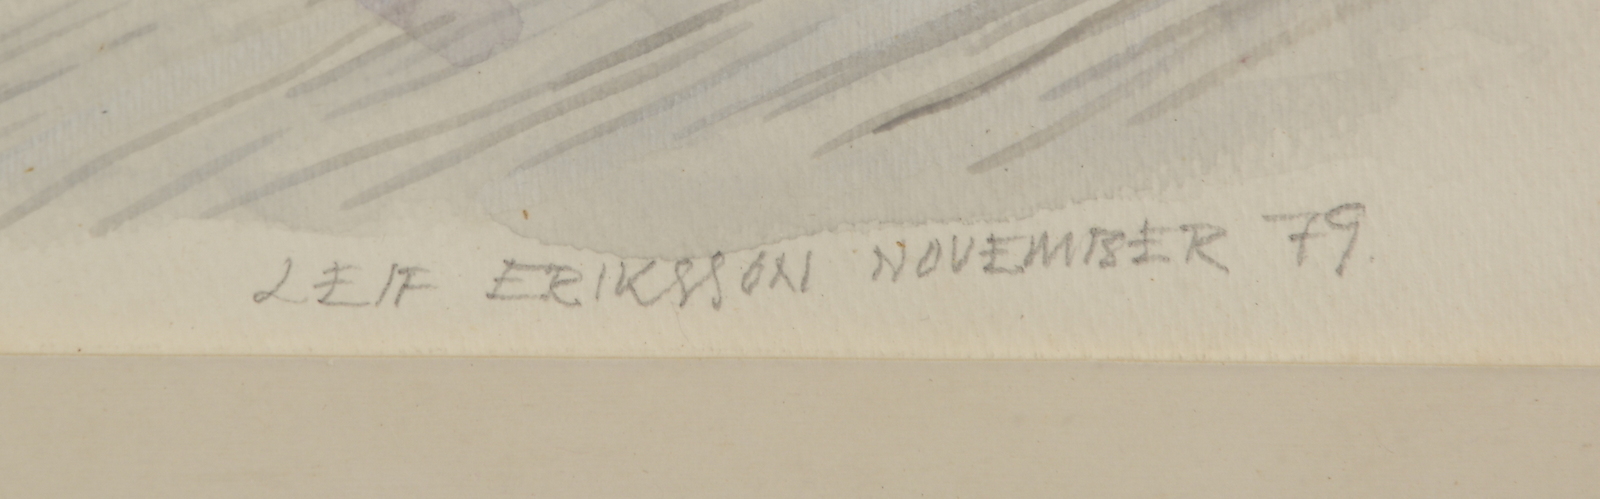 LEIF ERIKSSON NOVEMBER 79.